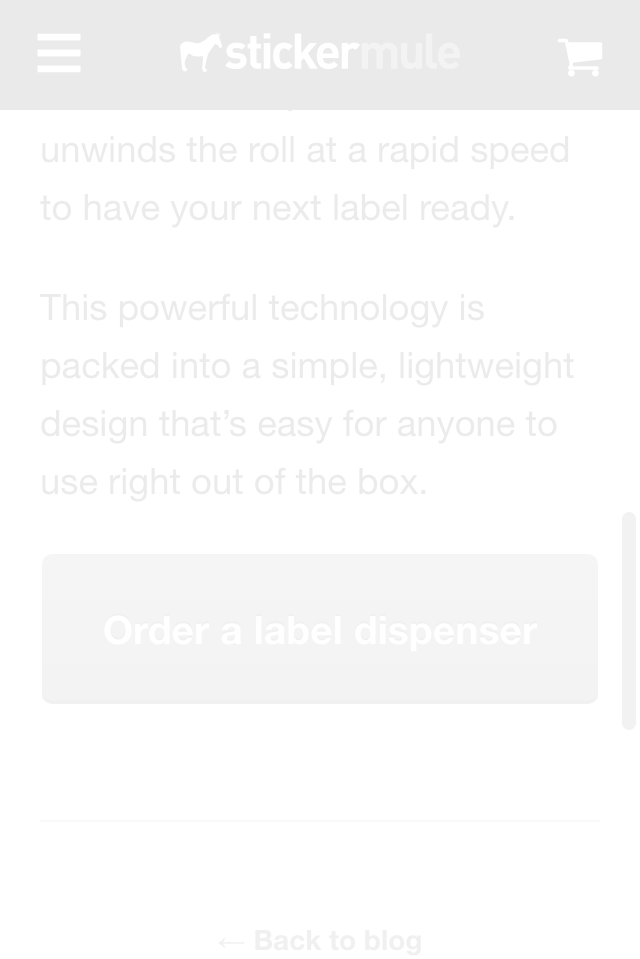 stickermule
unwinds the roll at a rapid speed
to have your next label ready.
This powerful technology is
packed into a simple, lightweight
design that’s easy for anyone to
use right out of the box.
Order a label dispenser
← Back to blog